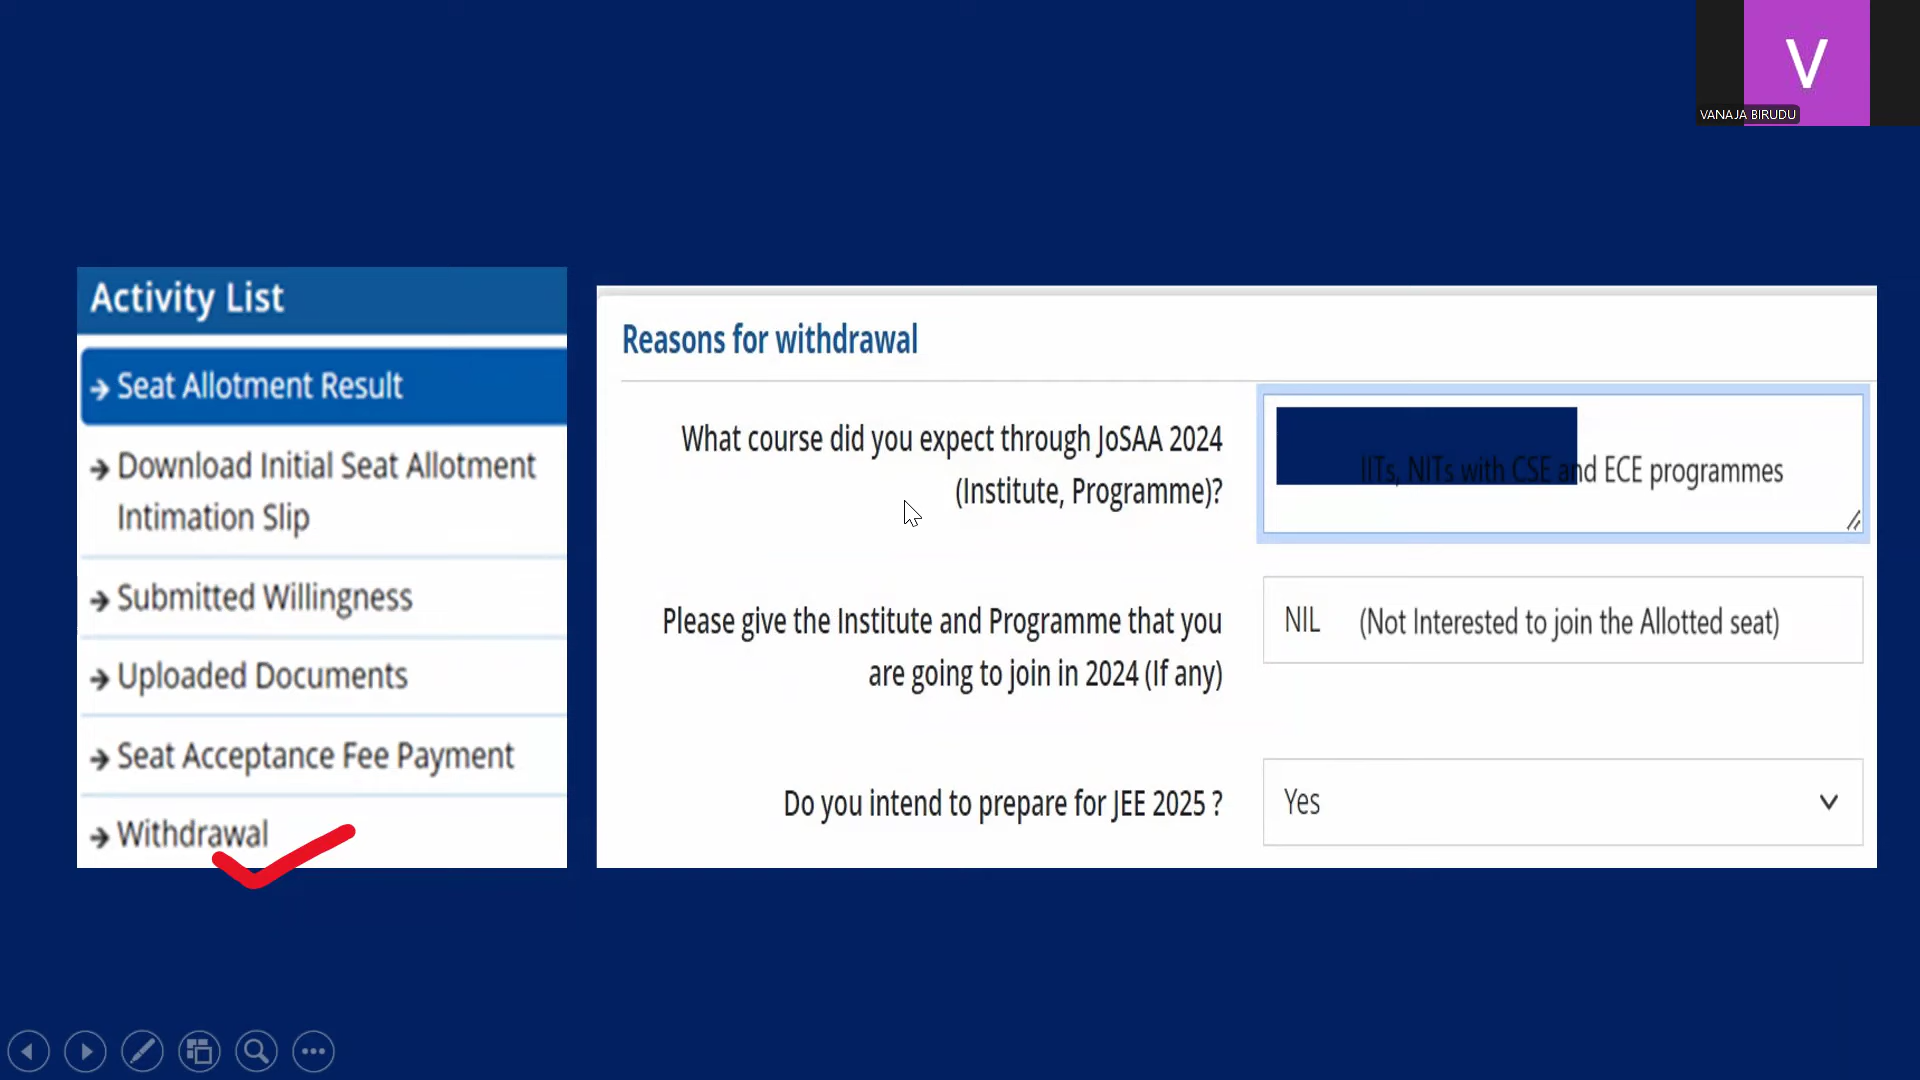 V
VANAJA BIRUDU
Activity List
→ Seat Allotment Result
→ Download Initial Seat Allotment
Intimation Slip
→ Submitted Willingness
→ Uploaded Documents
→ Seat Acceptance Fee Payment
→ Withdrawal
Reasons for withdrawal
What course did you expect through JoSAA 2024
(Institute, Programme)?
IITs, NITs with CSE and ECE programmes
Please give the Institute and Programme that you
are going to join in 2024 (If any)
NIL (Not Interested to join the Allotted seat)
Do you intend to prepare for JEE 2025 ?
Yes